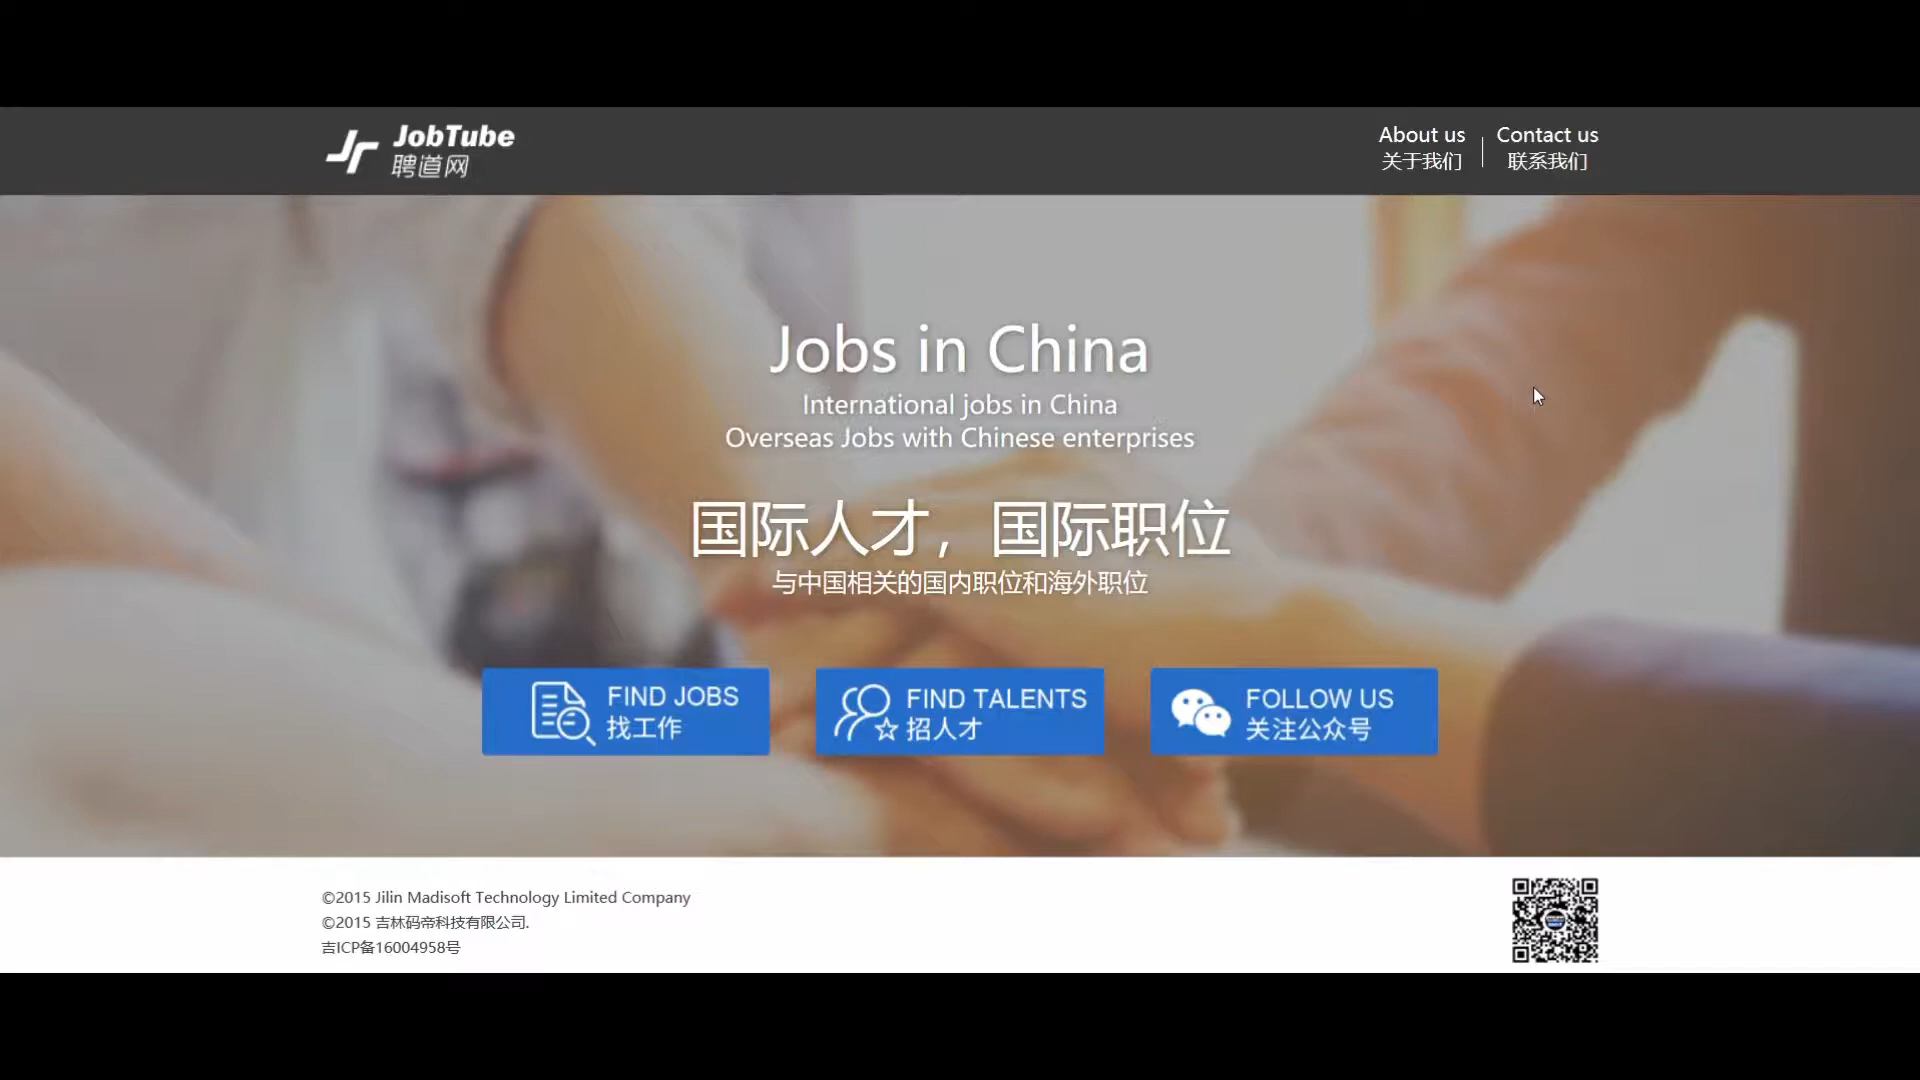 JobTube
聘道网
About us
关于我们
Contact us
联系我们
Jobs in China
International jobs in China
Overseas Jobs with Chinese enterprises
国际人才，国际职位
与中国相关的国内职位和海外职位
FIND JOBS
找工作
FIND TALENTS
招人才
FOLLOW US
关注公众号
©2015 Jilin Madisoft Technology Limited Company
©2015 吉林码帝科技有限公司.
吉ICP备16004958号